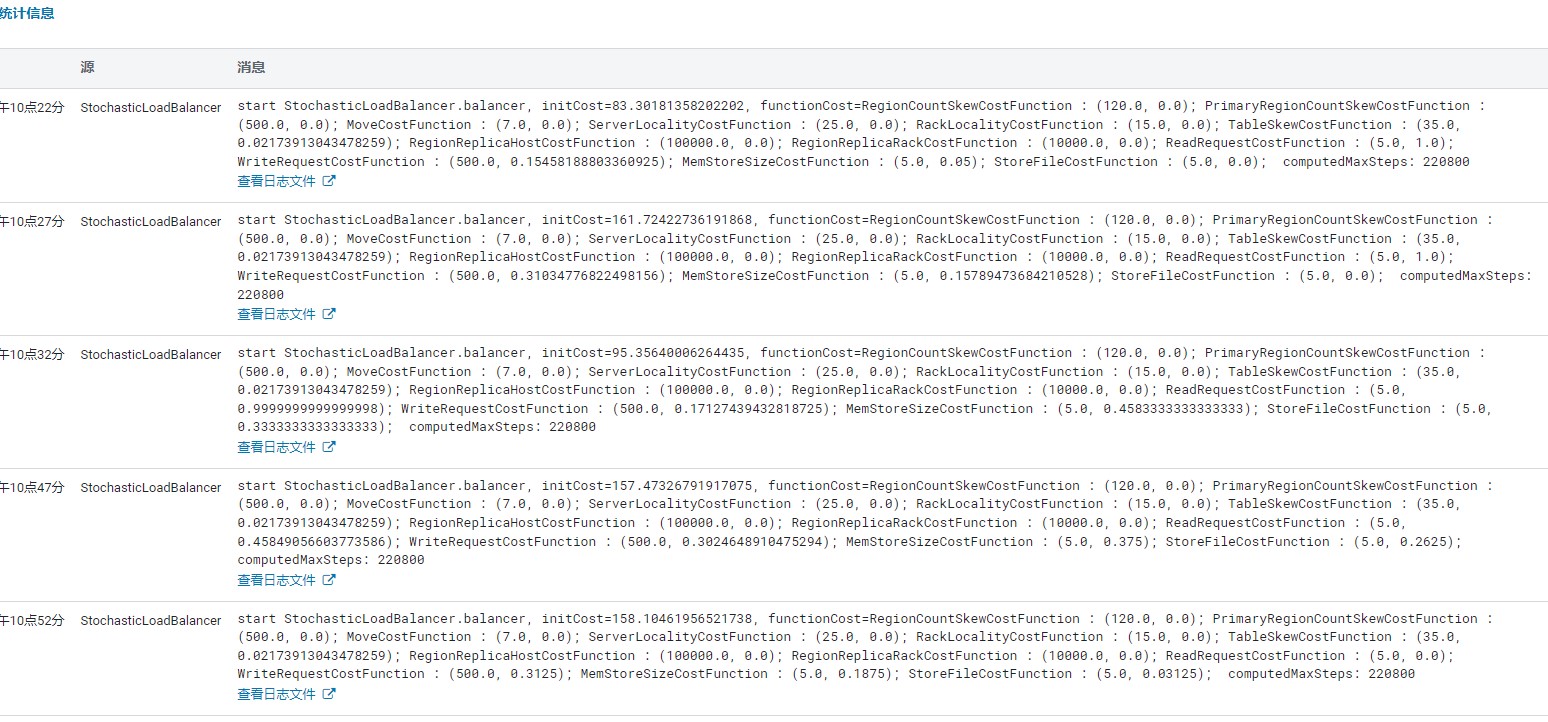 统计信息
源 消息
午10点22分 StochasticLoadBalancer start StochasticLoadBalancer.balancer, initCost=83.30181358202202, functionCost=RegionCountSkewCostFunction : (120.0, 0.0); PrimaryRegionCountSkewCostFunction :
(500.0, 0.0); MoveCostFunction : (7.0, 0.0); ServerLocalityCostFunction : (25.0, 0.0); RackLocalityCostFunction : (15.0, 0.0); TableSkewCostFunction : (35.0,
0.02173913043478259); RegionReplicaHostCostFunction : (100000.0, 0.0); RegionReplicaRackCostFunction : (10000.0, 0.0); ReadRequestCostFunction : (5.0, 1.0);
WriteRequestCostFunction : (500.0, 0.15458188803360925); MemStoreSizeCostFunction : (5.0, 0.05); StoreFileCostFunction : (5.0, 0.0);  computedMaxSteps: 220800
查看日志文件
午10点27分 StochasticLoadBalancer start StochasticLoadBalancer.balancer, initCost=161.72422736191868, functionCost=RegionCountSkewCostFunction : (120.0, 0.0); PrimaryRegionCountSkewCostFunction :
(500.0, 0.0); MoveCostFunction : (7.0, 0.0); ServerLocalityCostFunction : (25.0, 0.0); RackLocalityCostFunction : (15.0, 0.0); TableSkewCostFunction : (35.0,
0.02173913043478259); RegionReplicaHostCostFunction : (100000.0, 0.0); RegionReplicaRackCostFunction : (10000.0, 0.0); ReadRequestCostFunction : (5.0, 1.0);
WriteRequestCostFunction : (500.0, 0.31034776822498156); MemStoreSizeCostFunction : (5.0, 0.15789473684210528); StoreFileCostFunction : (5.0, 0.0);  computedMaxSteps:
220800
查看日志文件
午10点32分 StochasticLoadBalancer start StochasticLoadBalancer.balancer, initCost=95.35640006264435, functionCost=RegionCountSkewCostFunction : (120.0, 0.0); PrimaryRegionCountSkewCostFunction :
(500.0, 0.0); MoveCostFunction : (7.0, 0.0); ServerLocalityCostFunction : (25.0, 0.0); RackLocalityCostFunction : (15.0, 0.0); TableSkewCostFunction : (35.0,
0.02173913043478259); RegionReplicaHostCostFunction : (100000.0, 0.0); RegionReplicaRackCostFunction : (10000.0, 0.0); ReadRequestCostFunction : (5.0,
0.9999999999999998); WriteRequestCostFunction : (500.0, 0.17127439432818725); MemStoreSizeCostFunction : (5.0, 0.4583333333333333); StoreFileCostFunction : (5.0,
0.3333333333333333);  computedMaxSteps: 220800
查看日志文件
午10点47分 StochasticLoadBalancer start StochasticLoadBalancer.balancer, initCost=157.47326791917075, functionCost=RegionCountSkewCostFunction : (120.0, 0.0); PrimaryRegionCountSkewCostFunction :
(500.0, 0.0); MoveCostFunction : (7.0, 0.0); ServerLocalityCostFunction : (25.0, 0.0); RackLocalityCostFunction : (15.0, 0.0); TableSkewCostFunction : (35.0,
0.02173913043478259); RegionReplicaHostCostFunction : (100000.0, 0.0); RegionReplicaRackCostFunction : (10000.0, 0.0); ReadRequestCostFunction : (5.0,
0.45849056603773586); WriteRequestCostFunction : (500.0, 0.3024648910475294); MemStoreSizeCostFunction : (5.0, 0.375); StoreFileCostFunction : (5.0, 0.2625);
computedMaxSteps: 220800
查看日志文件
午10点52分 StochasticLoadBalancer start StochasticLoadBalancer.balancer, initCost=158.10461956521738, functionCost=RegionCountSkewCostFunction : (120.0, 0.0); PrimaryRegionCountSkewCostFunction :
(500.0, 0.0); MoveCostFunction : (7.0, 0.0); ServerLocalityCostFunction : (25.0, 0.0); RackLocalityCostFunction : (15.0, 0.0); TableSkewCostFunction : (35.0,
0.02173913043478259); RegionReplicaHostCostFunction : (100000.0, 0.0); RegionReplicaRackCostFunction : (10000.0, 0.0); ReadRequestCostFunction : (5.0, 0.0);
WriteRequestCostFunction : (500.0, 0.3125); MemStoreSizeCostFunction : (5.0, 0.1875); StoreFileCostFunction : (5.0, 0.03125);  computedMaxSteps: 220800
查看日志文件